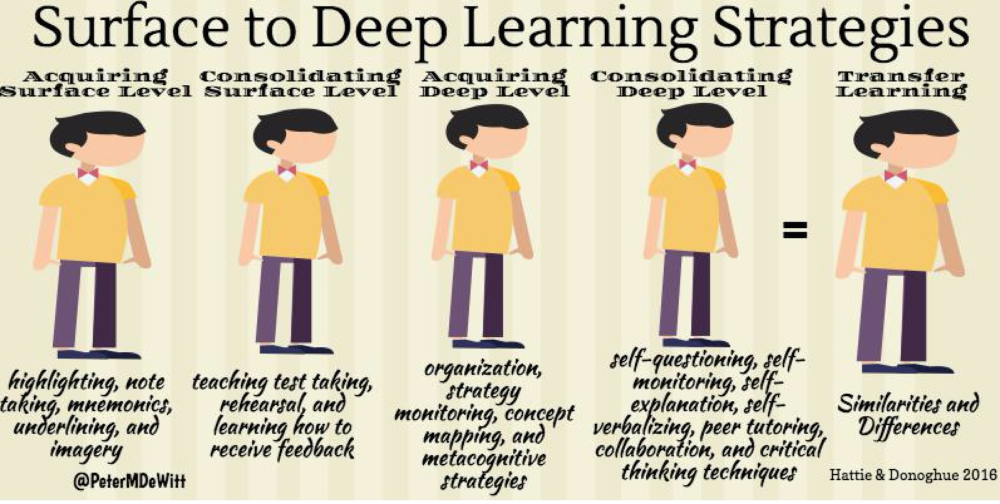 Surface to Deep Learning Strategies
Acquiring
Surface Level
Consolidating
Surface Level
Acquiring
Deep Level
Consolidating
Deep Level
Transfer
Learning
=
highlighting, note
taking, mnemonics,
underlining, and
imagery
teaching test taking,
rehearsal, and
learning how to
receive feedback
organization,
strategy
monitoring, concept
mapping, and
metacognitive
strategies
self-questioning, self-
monitoring, self-
explanation, self-
verbalizing, peer tutoring,
collaboration, and critical
thinking techniques
Similarities and
Differences
@PeterMDeWitt
Hattie & Donoghue 2016